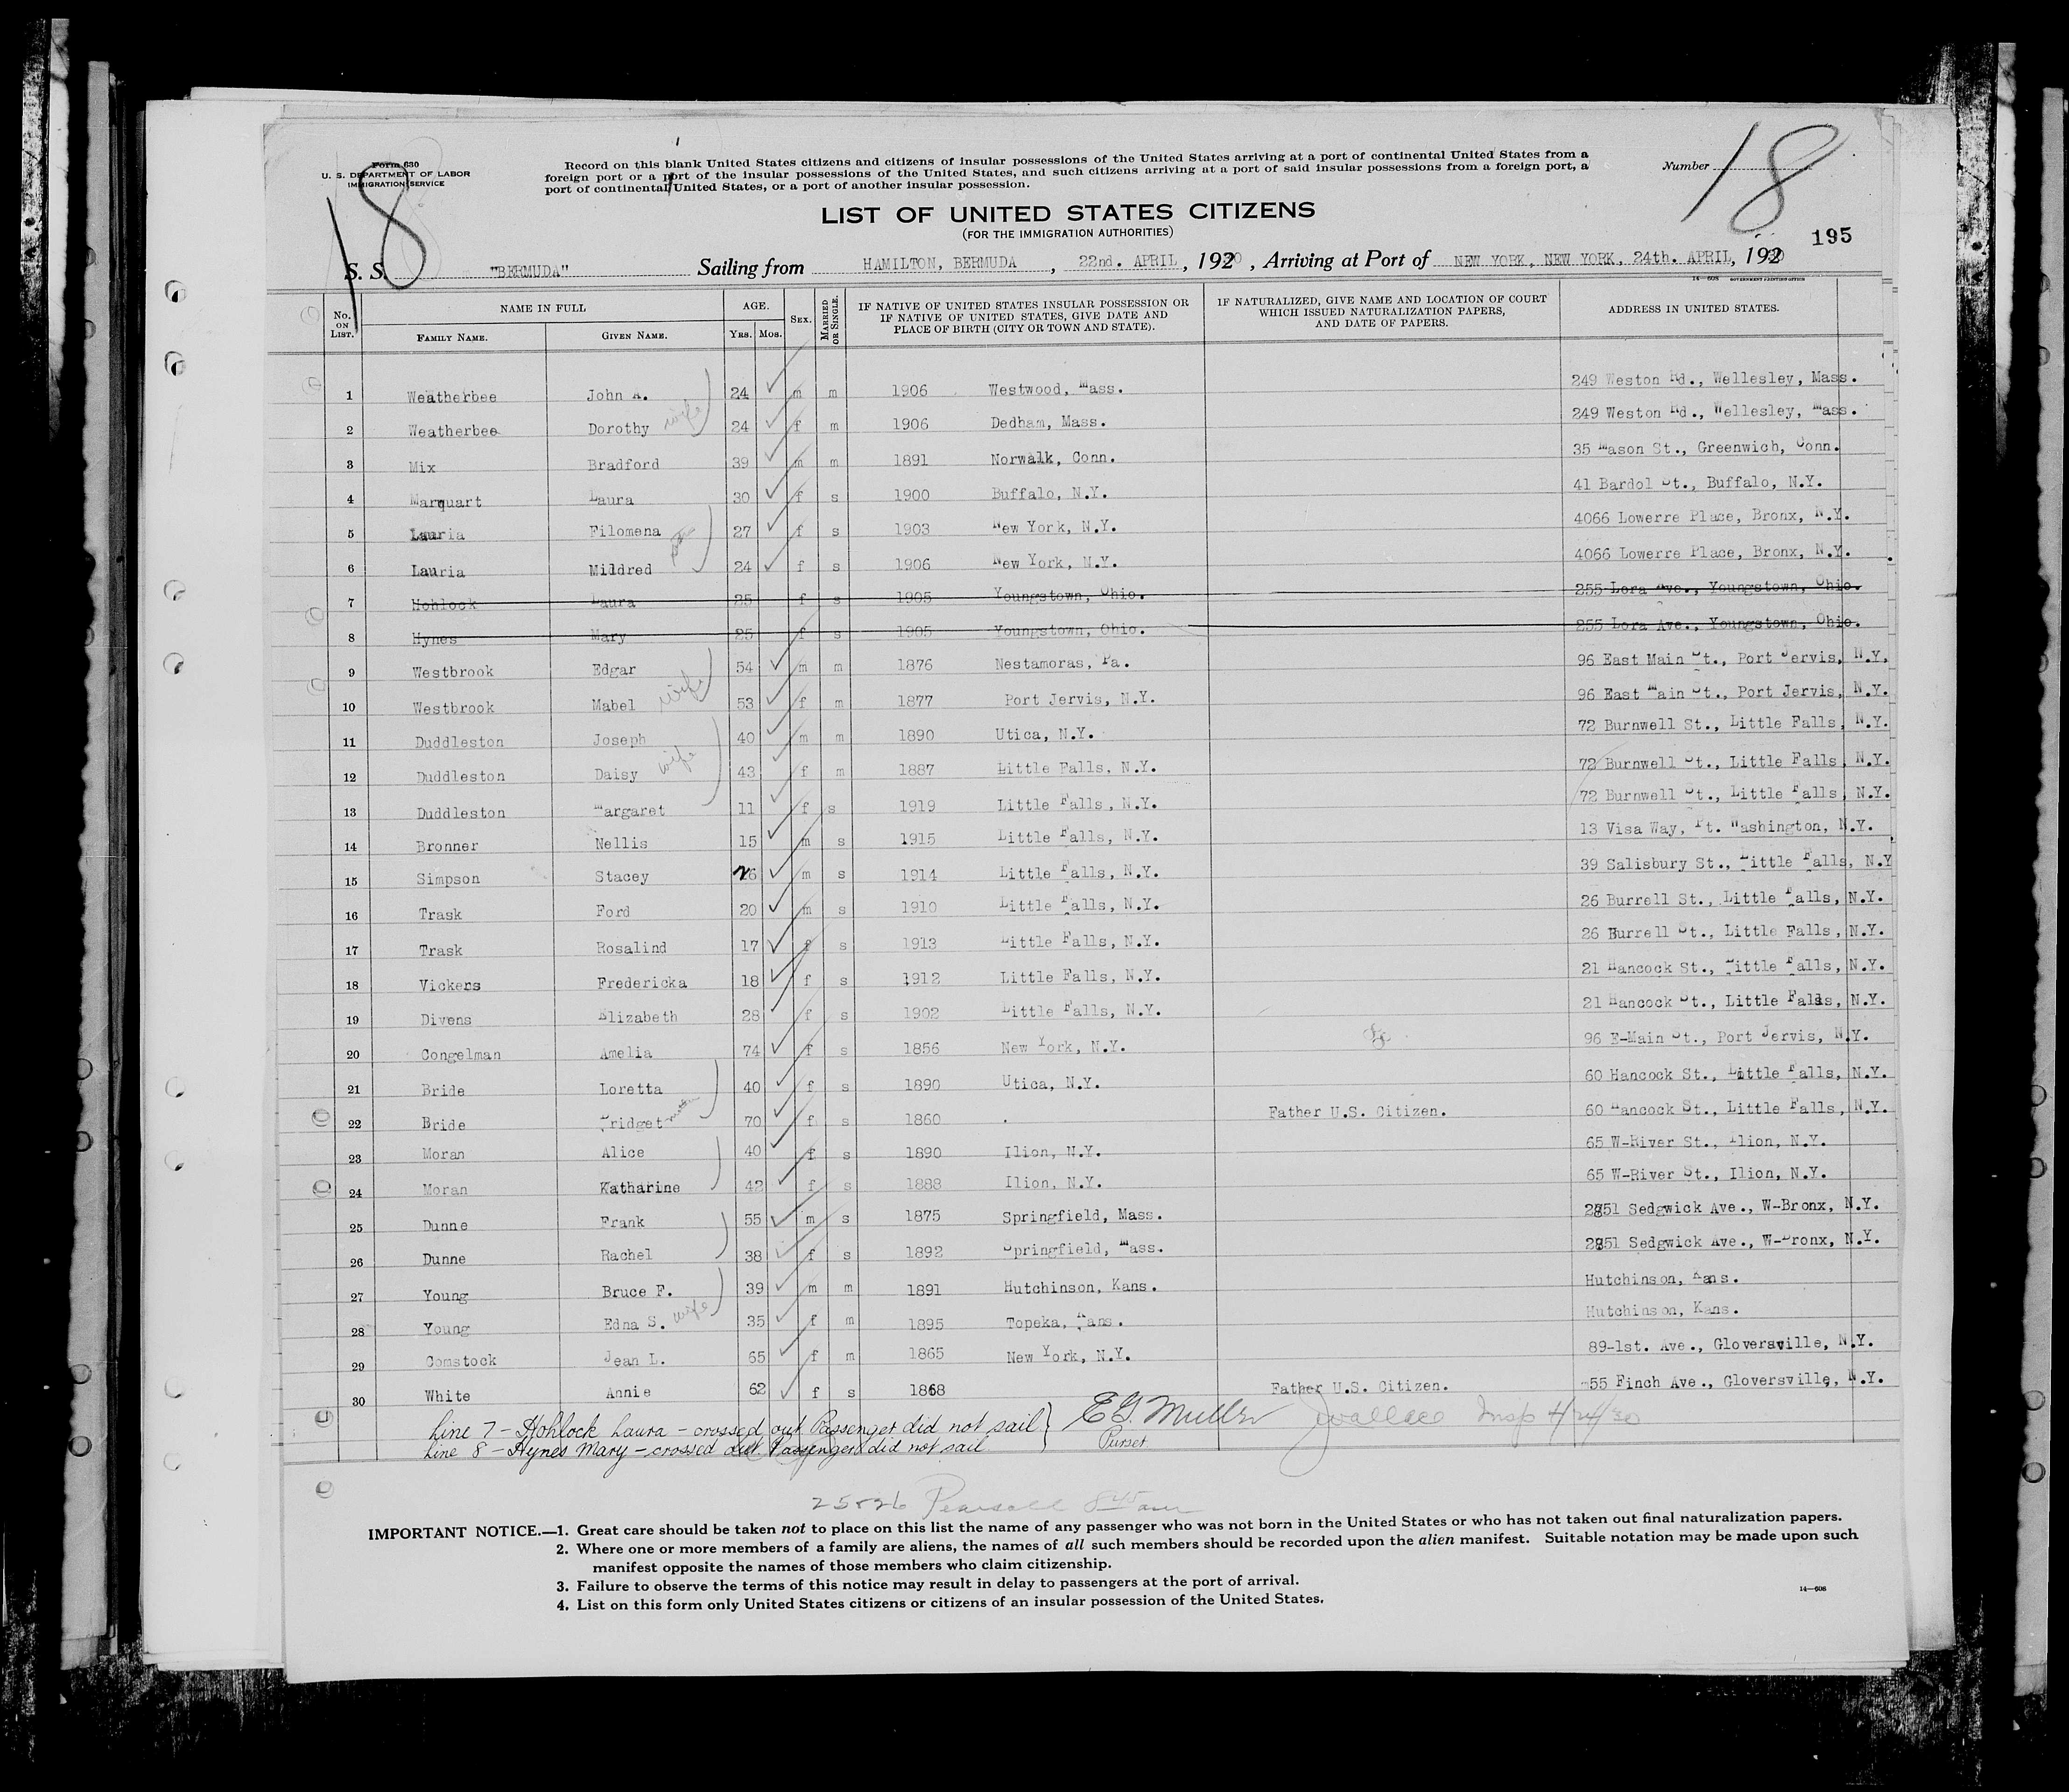 18
Form 630
U. S. DEPARTMENT OF LABOR
IMMIGRATION SERVICE
Record on this blank United States citizens and citizens of insular possessions of the United States arriving at a port of continental United States from a
foreign port or a port of the insular possessions of the United States, and such citizens arriving at a port of said insular possessions from a foreign port, a
port of continental United States, or a port of another insular possession.
Number 18
LIST OF UNITED STATES CITIZENS
(FOR THE IMMIGRATION AUTHORITIES)
195
S. S. "BERMUDA" Sailing from HAMILTON, BERMUDA, 22nd. APRIL, 1930, Arriving at Port of NEW YORK, NEW YORK, 24th. APRIL, 1930
14—608 GOVERNMENT PRINTING OFFICE
No. ON LIST. NAME IN FULL FAMILY NAME. GIVEN NAME. AGE. YRS. MOS. SEX. MARRIED OR SINGLE. IF NATIVE OF UNITED STATES INSULAR POSSESSION OR IF NATIVE OF UNITED STATES, GIVE DATE AND PLACE OF BIRTH (CITY OR TOWN AND STATE). IF NATURALIZED, GIVE NAME AND LOCATION OF COURT WHICH ISSUED NATURALIZATION PAPERS, AND DATE OF PAPERS. ADDRESS IN UNITED STATES.
1 Weatherbee John A. 24 m m 1906 Westwood, Mass. 249 Weston Rd., Wellesley, Mass.
2 Weatherbee Dorothy wife 24 f m 1906 Dedham, Mass. 249 Weston Rd., Wellesley, Mass.
3 Mix Bradford 39 m m 1891 Norwalk, Conn. 35 Mason St., Greenwich, Conn.
4 Marquart Laura 30 f s 1900 Buffalo, N.Y. 41 Bardol St., Buffalo, N.Y.
5 Lauria Filomena 27 f s 1903 New York, N.Y. 4066 Lowerre Place, Bronx, N.Y.
6 Lauria Mildred 24 f s 1906 New York, N.Y. 4066 Lowerre Place, Bronx, N.Y.
7 Hohlock Laura 25 f s 1905 Youngstown, Ohio. 255 Lora Ave., Youngstown, Ohio.
8 Hynes Mary 25 f s 1905 Youngstown, Ohio. 255 Lora Ave., Youngstown, Ohio.
9 Westbrook Edgar 54 m m 1876 Nestamoras, Pa. 96 East Main St., Port Jervis, N.Y.
10 Westbrook Mabel wife 53 f m 1877 Port Jervis, N.Y. 96 East Main St., Port Jervis, N.Y.
11 Duddleston Joseph 40 m m 1890 Utica, N.Y. 72 Burnwell St., Little Falls, N.Y.
12 Duddleston Daisy wife 43 f m 1887 Little Falls, N.Y. 72 Burnwell St., Little Falls, N.Y.
13 Duddleston Margaret 11 f s 1919 Little Falls, N.Y. 72 Burnwell St., Little Falls, N.Y.
14 Bronner Nellis 15 m s 1915 Little Falls, N.Y. 13 Visa Way, Pt. Washington, N.Y.
15 Simpson Stacey 26 m s 1914 Little Falls, N.Y. 39 Salisbury St., Little Falls, N.Y
16 Trask Ford 20 m s 1910 Little Falls, N.Y. 26 Burrell St., Little Falls, N.Y.
17 Trask Rosalind 17 f s 1913 Little Falls, N.Y. 26 Burrell St., Little Falls, N.Y.
18 Vickers Fredericka 18 f s 1912 Little Falls, N.Y. 21 Hancock St., Little Falls, N.Y.
19 Divens Elizabeth 28 f s 1902 Little Falls, N.Y. 21 Hancock St., Little Falls, N.Y.
20 Congelman Amelia 74 f s 1856 New York, N.Y. 96 E-Main St., Port Jervis, N.Y.
21 Bride Loretta 40 f s 1890 Utica, N.Y. 60 Hancock St., Little Falls, N.Y.
22 Bride Bridget mother 70 f s 1860 . Father U.S. Citizen. 60 Hancock St., Little Falls, N.Y.
23 Moran Alice 40 f s 1890 Ilion, N.Y. 65 W-River St., Ilion, N.Y.
24 Moran Katharine 42 f s 1888 Ilion, N.Y. 65 W-River St., Ilion, N.Y.
25 Dunne Frank 55 m s 1875 Springfield, Mass. 2851 Sedgwick Ave., W-Bronx, N.Y.
26 Dunne Rachel 38 f s 1892 Springfield, Mass. 2851 Sedgwick Ave., W-Bronx, N.Y.
27 Young Bruce F. 39 m m 1891 Hutchinson, Kans. Hutchinson, Kans.
28 Young Edna S. wife 35 f m 1895 Topeka, Kans. Hutchinson, Kans.
29 Comstock Jean L. 65 f m 1865 New York, N.Y. 89-1st. Ave., Gloversville, N.Y.
30 White Annie 62 f s 1868 Father U.S. Citizen. 55 Finch Ave., Gloversville, N.Y.
Line 7 - Hohlock Laura - crossed out Passenger did not sail } E G. Muller J Wallace Insp 4/24/30
Line 8 - Hynes Mary - crossed out Passenger did not sail Purser
25526 Pearsall 8 45 am
IMPORTANT NOTICE.—1. Great care should be taken not to place on this list the name of any passenger who was not born in the United States or who has not taken out final naturalization papers.
2. Where one or more members of a family are aliens, the names of all such members should be recorded upon the alien manifest. Suitable notation may be made upon such
manifest opposite the names of those members who claim citizenship.
3. Failure to observe the terms of this notice may result in delay to passengers at the port of arrival.
14—608
4. List on this form only United States citizens or citizens of an insular possession of the United States.